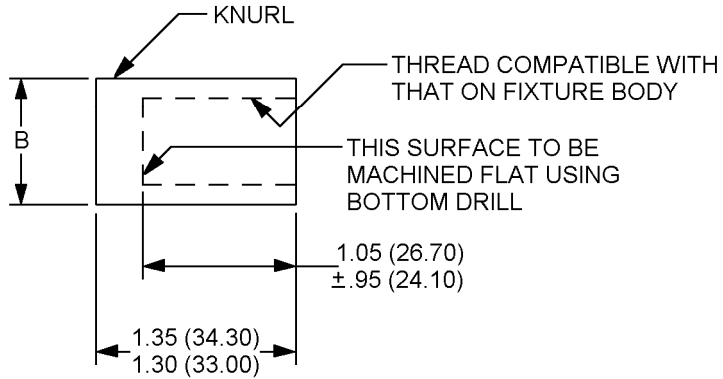 KNURL
THREAD COMPATIBLE WITH
THAT ON FIXTURE BODY
B
THIS SURFACE TO BE
MACHINED FLAT USING
BOTTOM DRILL
1.05 (26.70)
±.95 (24.10)
1.35 (34.30)
1.30 (33.00)